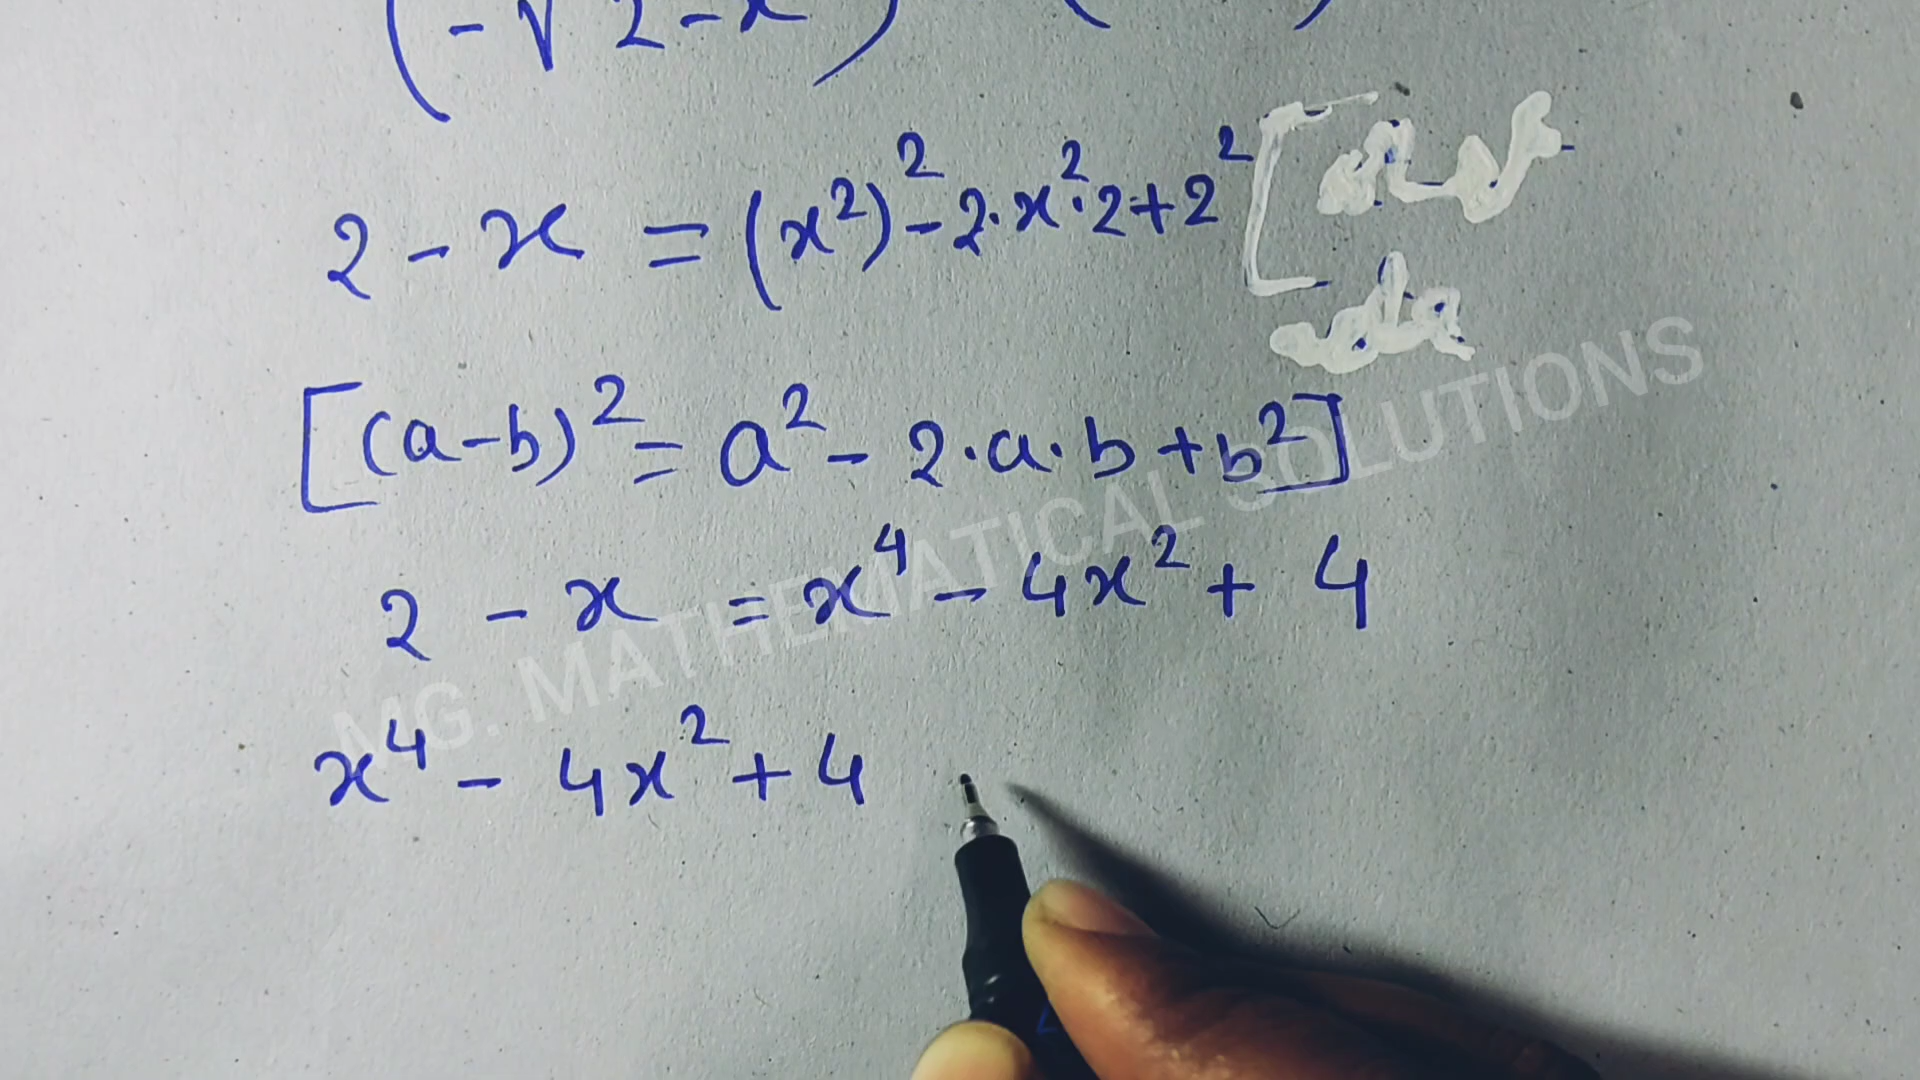 (-√2-x)
2 - x = (x²)² - 2·x²·2 + 2²
[(a-b)² = a² - 2·a·b + b²]
2 - x = x⁴ - 4x² + 4
x⁴ - 4x² + 4
MG. MATHEMATICAL SOLUTIONS